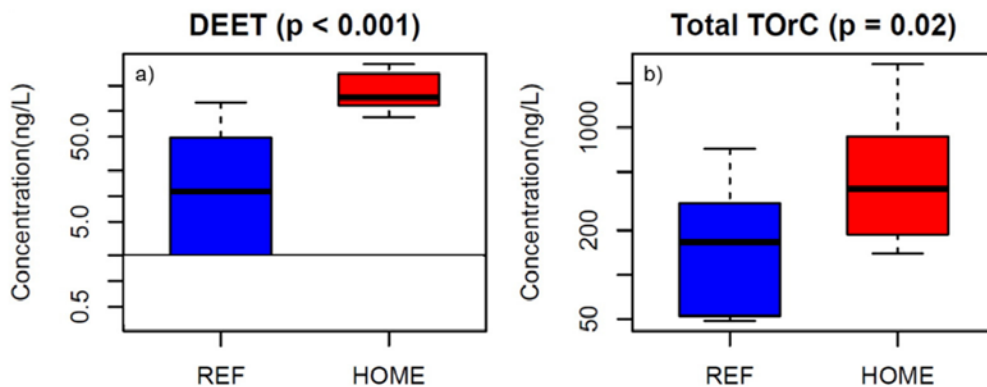 DEET (p < 0.001)
a)
Concentration(ng/L)
50.0
5.0
0.5
REF HOME
Total TOrC (p = 0.02)
b)
Concentration(ng/L)
1000
200
50
REF HOME